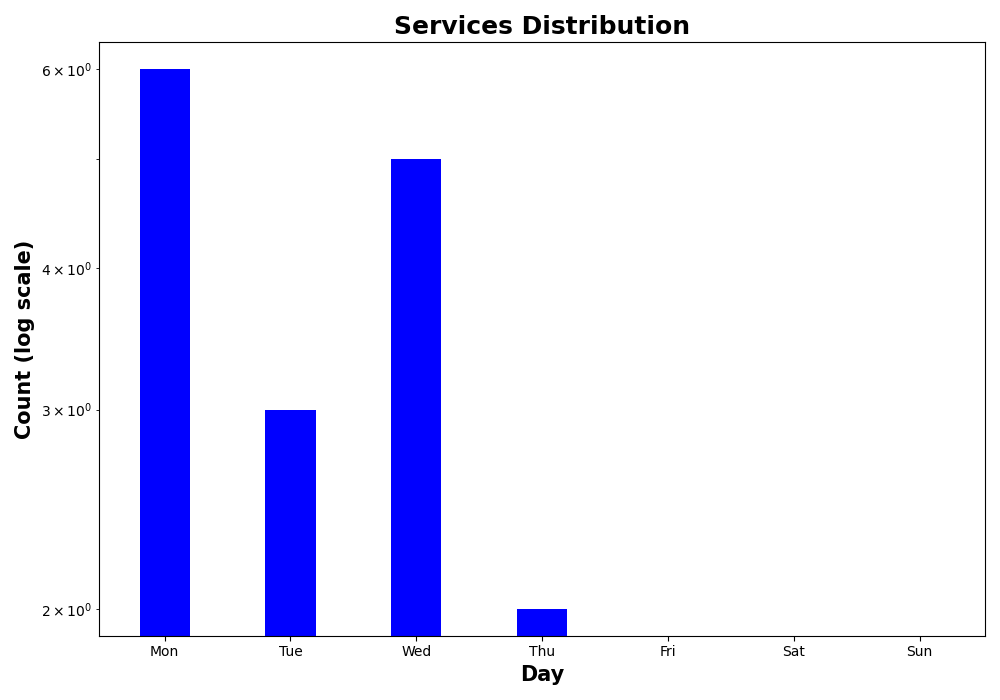 Services Distribution
Count (log scale)
6 × 10⁰
4 × 10⁰
3 × 10⁰
2 × 10⁰
Mon Tue Wed Thu Fri Sat Sun
Day